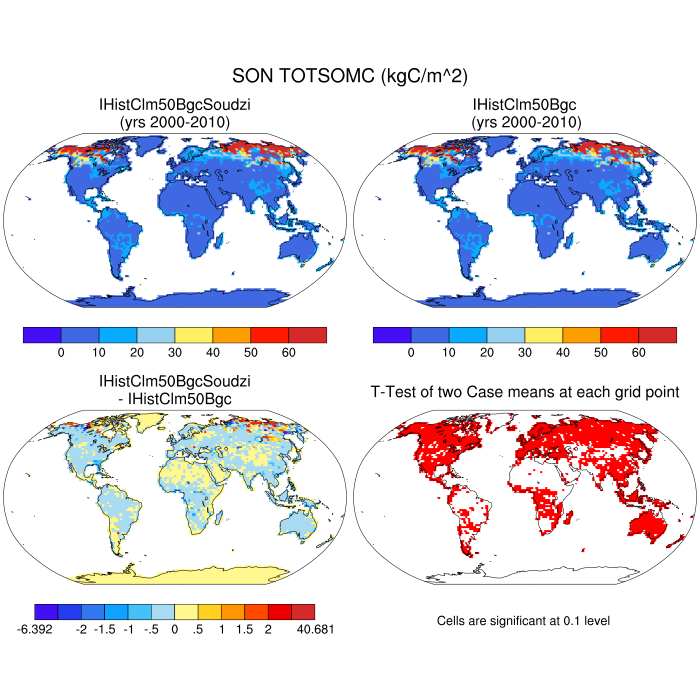 SON TOTSOMC (kgC/m^2)
IHistClm50BgcSoudzi
(yrs 2000-2010)
IHistClm50Bgc
(yrs 2000-2010)
0 10 20 30 40 50 60
0 10 20 30 40 50 60
IHistClm50BgcSoudzi
- IHistClm50Bgc
T-Test of two Case means at each grid point
-6.392 -2 -1.5 -1 -.5 0 .5 1 1.5 2 40.681
Cells are significant at 0.1 level